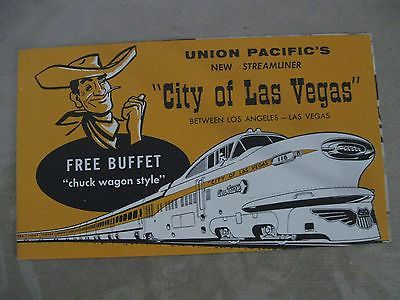 UNION PACIFIC'S
NEW STREAMLINER
"City of Las Vegas"
BETWEEN LOS ANGELES — LAS VEGAS
FREE BUFFET
"chuck wagon style"
CITY OF LAS VEGAS